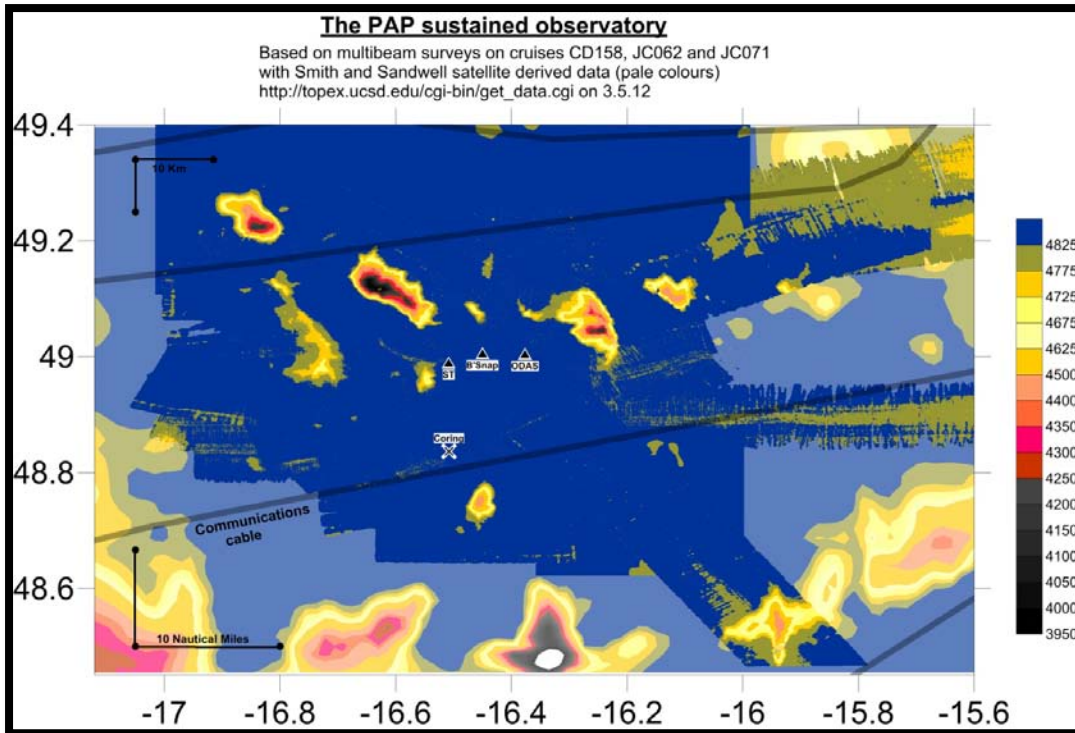 The PAP sustained observatory
Based on multibeam surveys on cruises CD158, JC062 and JC071
with Smith and Sandwell satellite derived data (pale colours)
http://topex.ucsd.edu/cgi-bin/get_data.cgi on 3.5.12
49.4
10 Km
49.2
49
ST
B'Snap
ODAS
Coring
48.8
Communications
cable
48.6
10 Nautical Miles
-17
-16.8
-16.6
-16.4
-16.2
-16
-15.8
-15.6
4825
4775
4725
4675
4625
4500
4400
4350
4300
4250
4200
4150
4100
4050
4000
3950